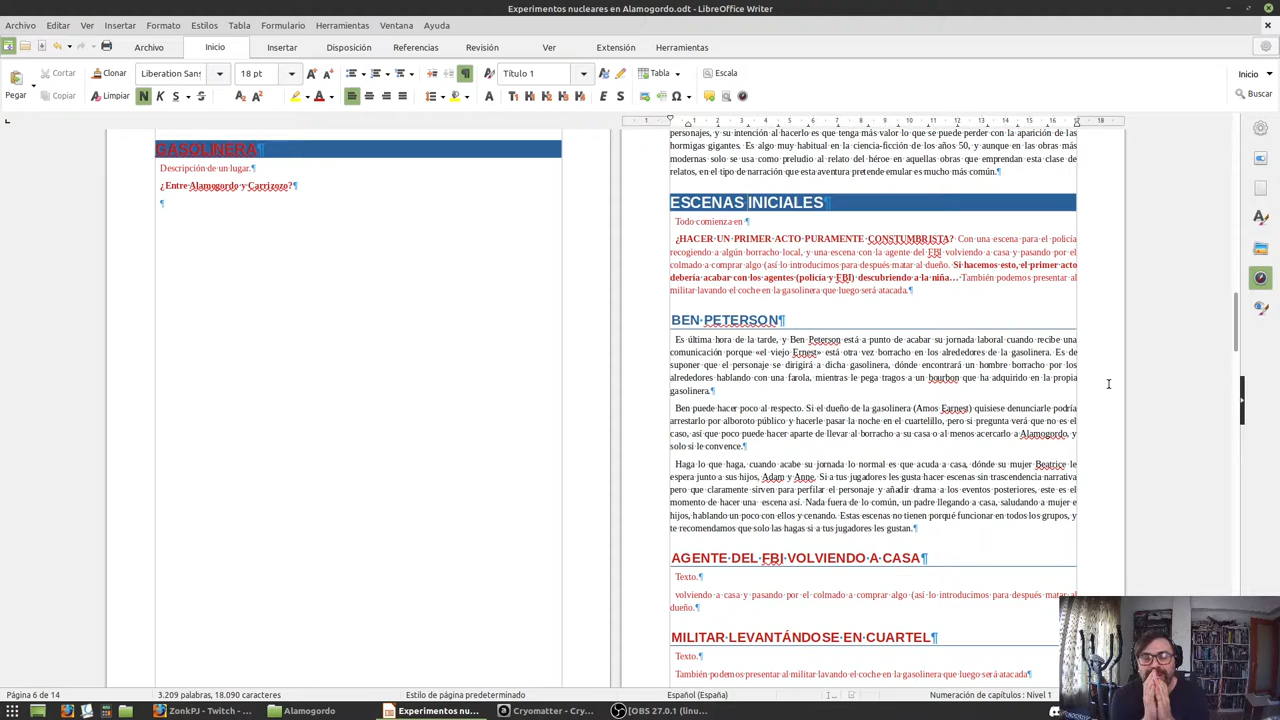 Experimentos nucleares en Alamogordo.odt - LibreOffice Writer
Archivo Editar Ver Insertar Formato Estilos Tabla Formulario Herramientas Ventana Ayuda
Archivo Inicio Insertar Disposición Referencias Revisión Ver Extensión Herramientas
Cortar Clonar Liberation Sans 18 pt Título 1 Tabla Escala Inicio
Pegar Copiar Limpiar N K S S Buscar
1 1 2 3 4 5 6 7 8 9 10 11 12 13 14 15 16 17 18
GASOLINERA¶
Descripción de un lugar.¶
¿Entre Alamogordo y Carrizozo?¶
¶
personajes, y su intención al hacerlo es que tenga más valor lo que se puede perder con la aparición de las
hormigas gigantes. Es algo muy habitual en la ciencia-ficción de los años 50, y aunque en las obras más
modernas solo se usa como preludio al relato del héroe en aquellas obras que emprendan esta clase de
relatos, en el tipo de narración que esta aventura pretende emular es mucho más común.¶
ESCENAS INICIALES¶
Todo comienza en ¶
¿HACER UN PRIMER ACTO PURAMENTE CONSTUMBRISTA? Con una escena para el policía
recogiendo a algún borracho local, y una escena con la agente del FBI volviendo a casa y pasando por el
colmado a comprar algo (así lo introducimos para después matar al dueño. Si hacemos esto, el primer acto
debería acabar con los agentes (policía y FBI) descubriendo a la niña… También podemos presentar al
militar lavando el coche en la gasolinera que luego será atacada.¶
BEN PETERSON¶
Es última hora de la tarde, y Ben Peterson está a punto de acabar su jornada laboral cuando recibe una
comunicación porque «el viejo Ernest» está otra vez borracho en los alrededores de la gasolinera. Es de
suponer que el personaje se dirigirá a dicha gasolinera, dónde encontrará un hombre borracho por los
alrededores hablando con una farola, mientras le pega tragos a un bourbon que ha adquirido en la propia
gasolinera.¶
Ben puede hacer poco al respecto. Si el dueño de la gasolinera (Amos Earnest) quisiese denunciarle podría
arrestarlo por alboroto público y hacerle pasar la noche en el cuartelillo, pero si pregunta verá que no es el
caso, así que poco puede hacer aparte de llevar al borracho a su casa o al menos acercarlo a Alamogordo, y
solo si le convence.¶
Haga lo que haga, cuando acabe su jornada lo normal es que acuda a casa, dónde su mujer Beatrice le
espera junto a sus hijos, Adam y Anne. Si a tus jugadores les gusta hacer escenas sin trascendencia narrativa
pero que claramente sirven para perfilar el personaje y añadir drama a los eventos posteriores, este es el
momento de hacer una escena así. Nada fuera de lo común, un padre llegando a casa, saludando a mujer e
hijos, hablando un poco con ellos y cenando. Estas escenas no tienen porqué funcionar en todos los grupos, y
te recomendamos que solo las hagas si a tus jugadores les gustan.¶
AGENTE DEL FBI VOLVIENDO A CASA¶
Texto.¶
volviendo a casa y pasando por el colmado a comprar algo (así lo introducimos para después matar al
dueño.¶
MILITAR LEVANTÁNDOSE EN CUARTEL¶
Texto.¶
También podemos presentar al militar lavando el coche en la gasolinera que luego será atacada¶
Página 6 de 14 3.209 palabras, 18.090 caracteres Estilo de página predeterminado Español (España) Numeración de capítulos : Nivel 1
ZonkPJ - Twitch - ... Alamogordo Experimentos nu... Cryomatter - Cry... [OBS 27.0.1 (linu...